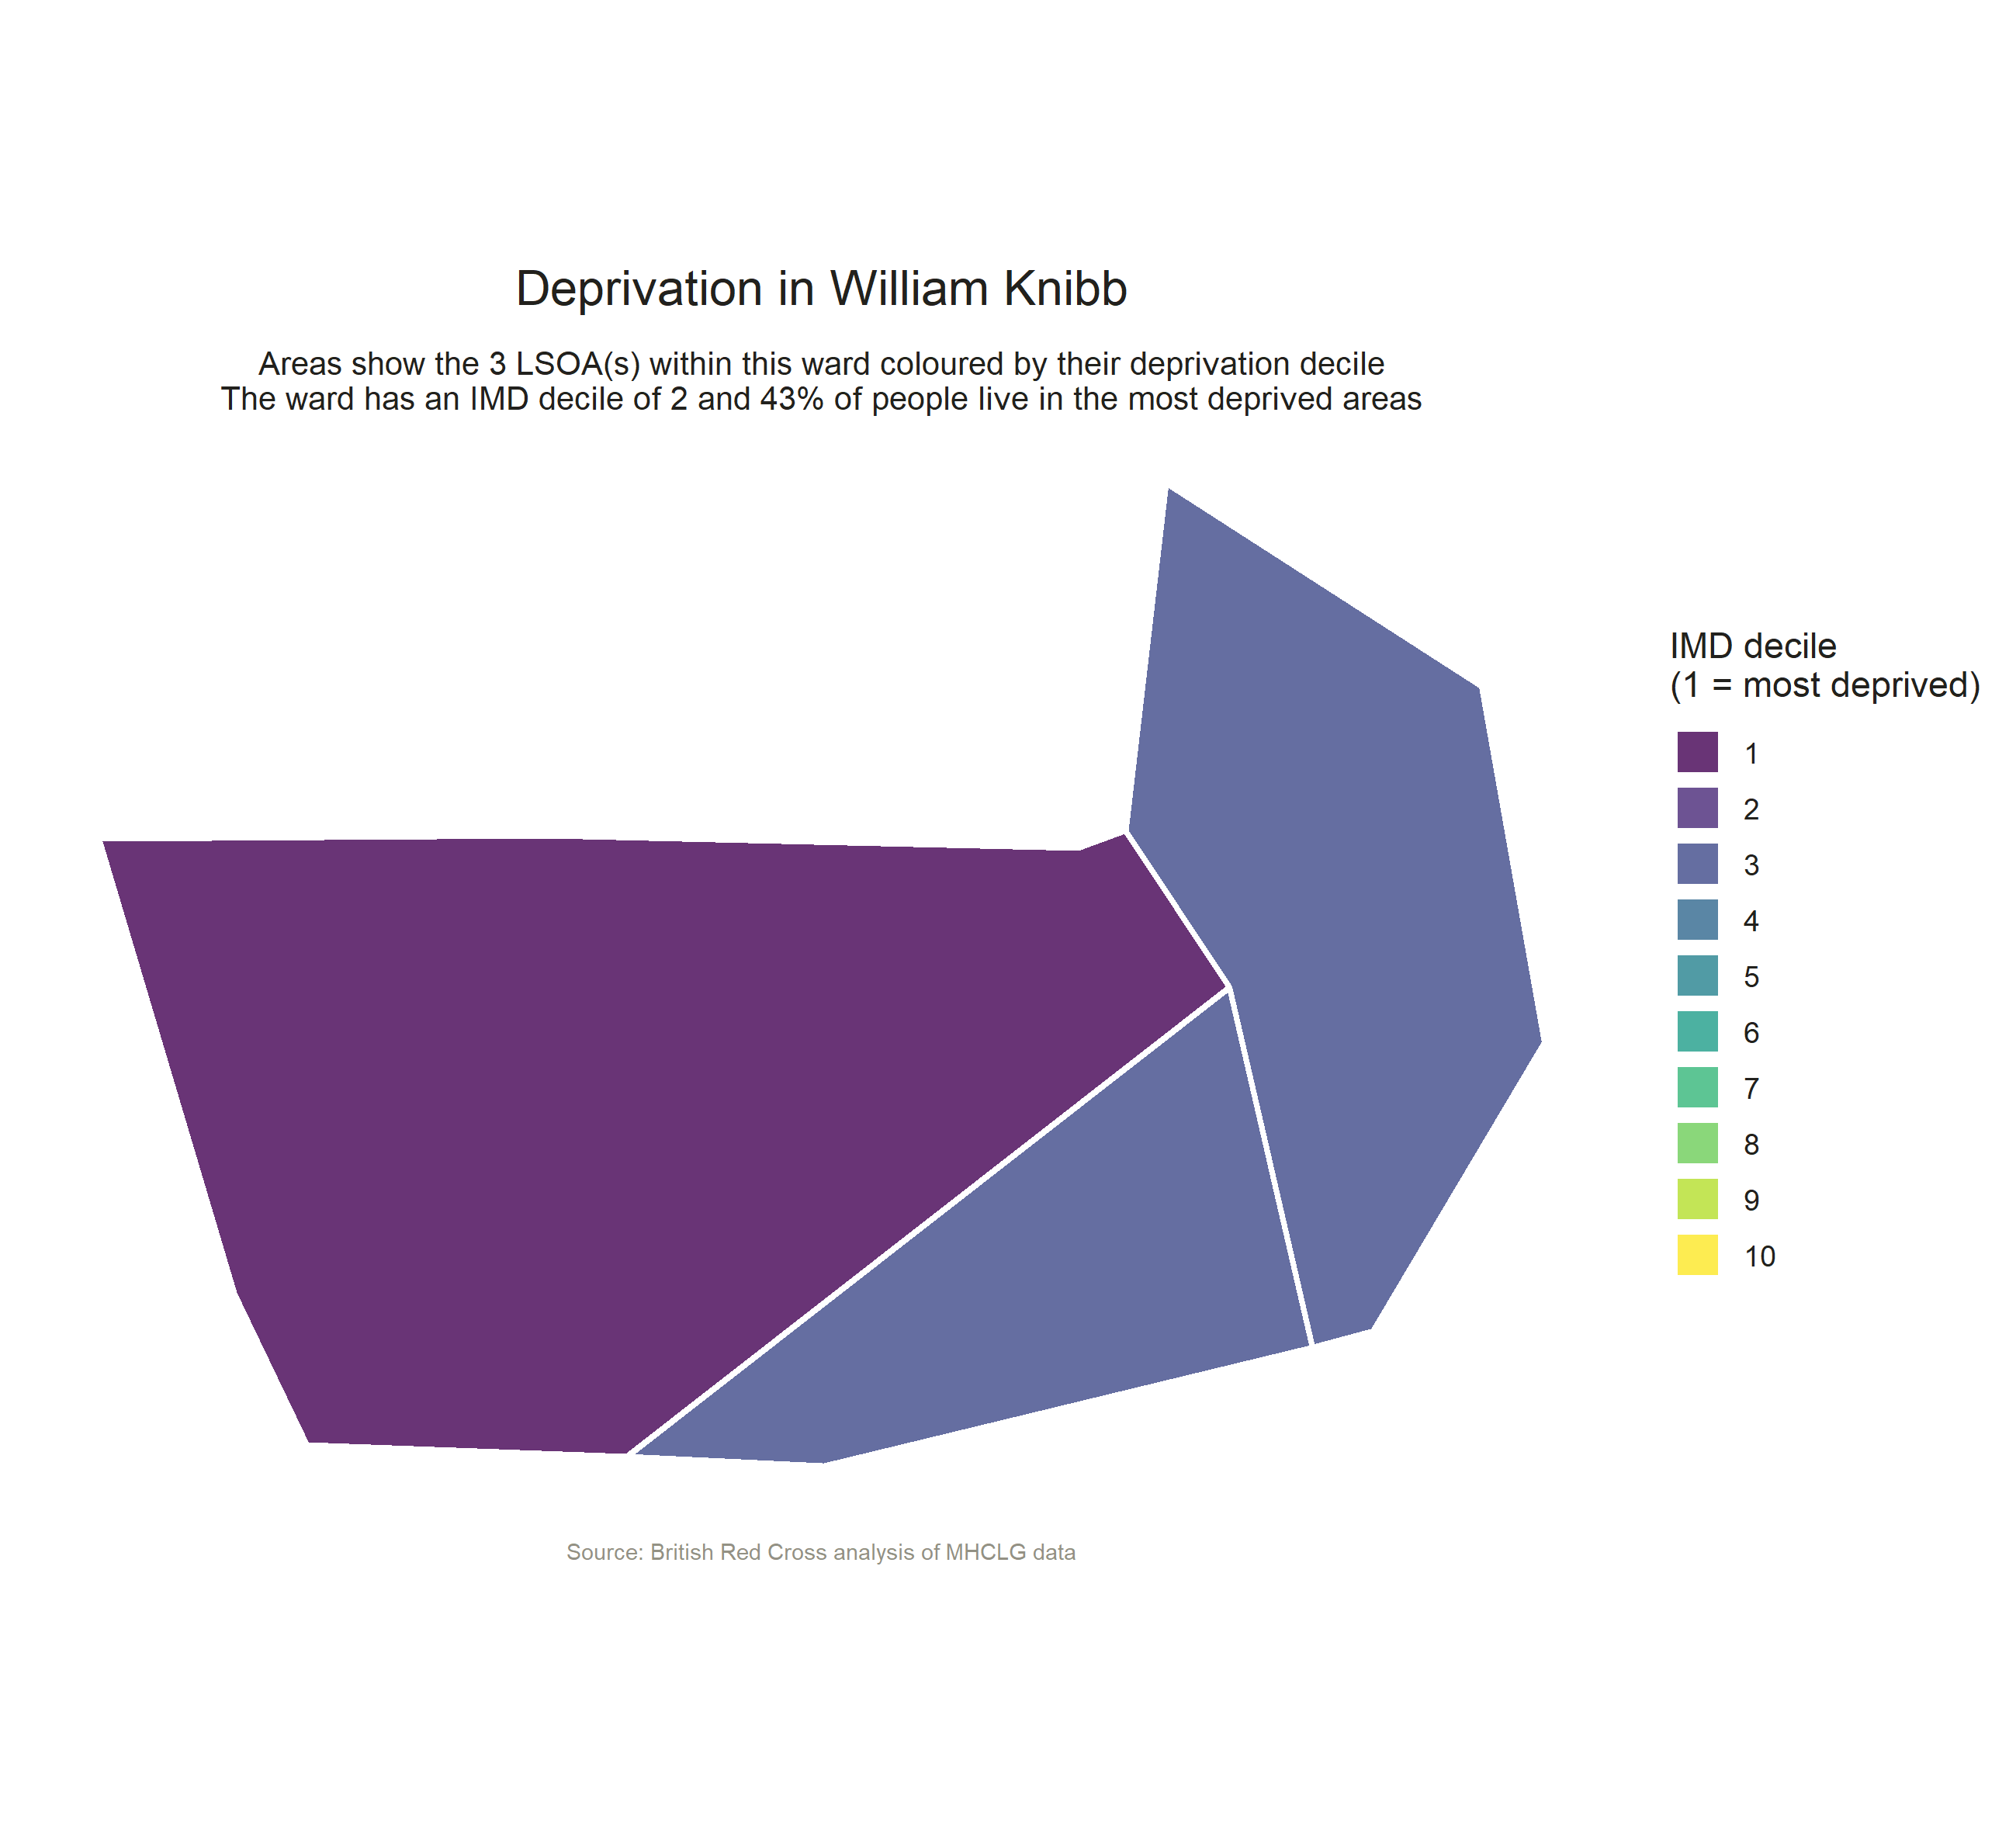 Deprivation in William Knibb
Areas show the 3 LSOA(s) within this ward coloured by their deprivation decile
The ward has an IMD decile of 2 and 43% of people live in the most deprived areas
IMD decile
(1 = most deprived)
1
2
3
4
5
6
7
8
9
10
Source: British Red Cross analysis of MHCLG data